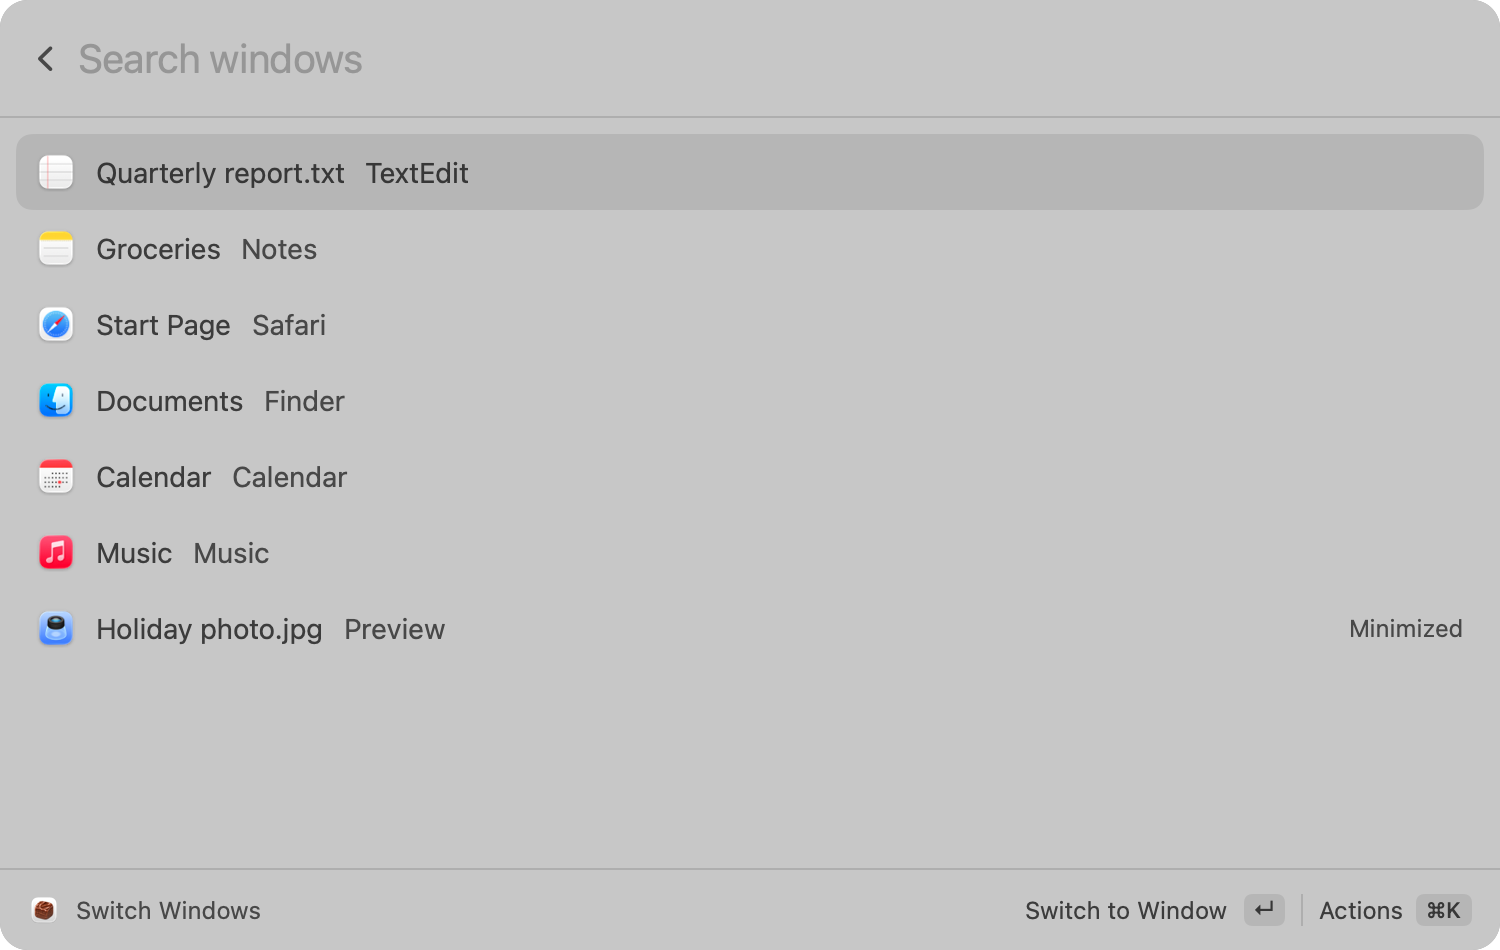 Search windows
Quarterly report.txt TextEdit
Groceries Notes
Start Page Safari
Documents Finder
Calendar Calendar
Music Music
Holiday photo.jpg Preview Minimized
Switch Windows Switch to Window ↵ Actions ⌘K